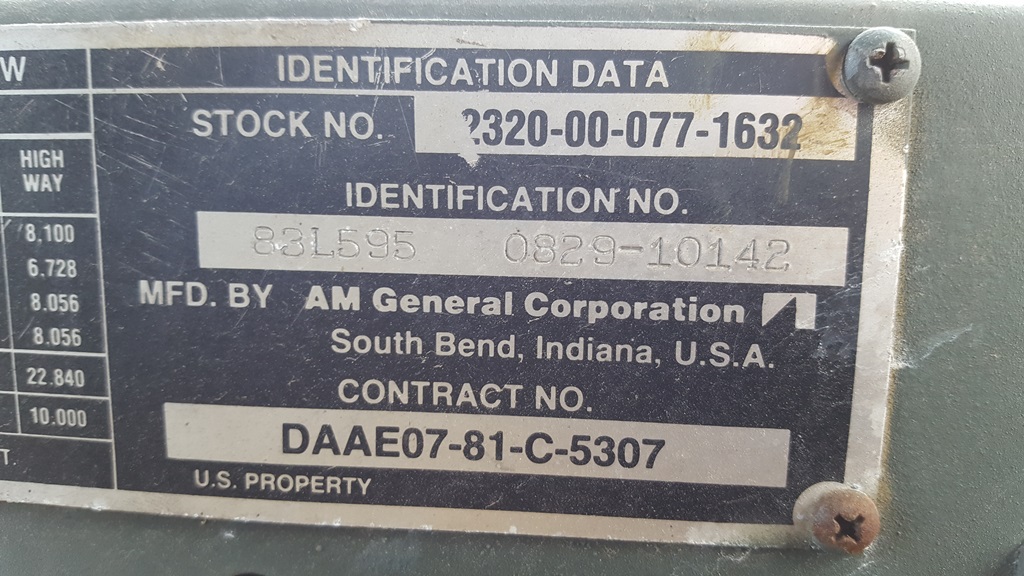 W
HIGH
WAY
8.100
6.728
8.056
8.056
22.840
10.000
T.
IDENTIFICATION DATA
STOCK NO. 2320-00-077-1632
IDENTIFICATION NO.
83L595 0829-10142
MFD. BY AM General Corporation
South Bend, Indiana, U.S.A.
CONTRACT NO.
DAAE07-81-C-5307
U.S. PROPERTY